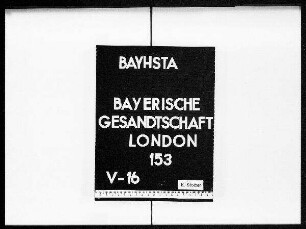 BAYHSTA
BAYERISCHE
GESANDTSCHAFT
LONDON
153
V-16